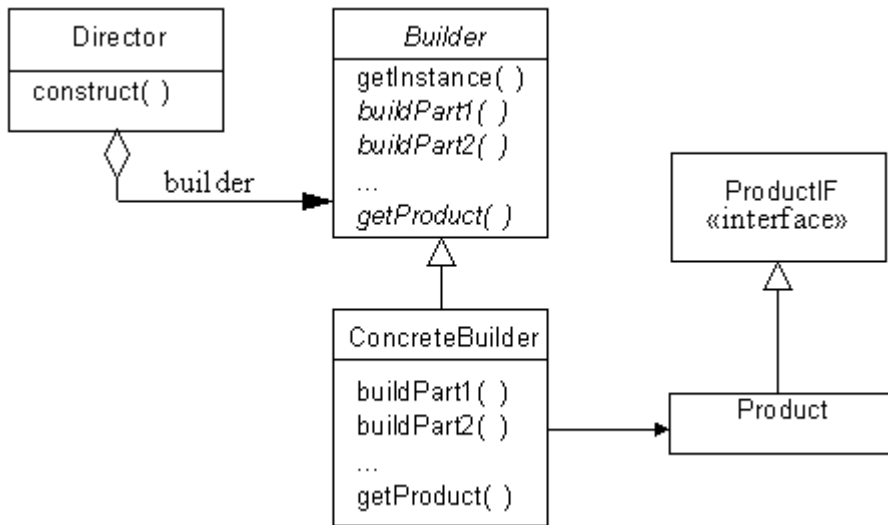 Director
construct( )
builder
Builder
getInstance( )
buildPart1( )
buildPart2( )
...
getProduct( )
ProductIF
«interface»
ConcreteBuilder
buildPart1( )
buildPart2( )
...
getProduct( )
Product